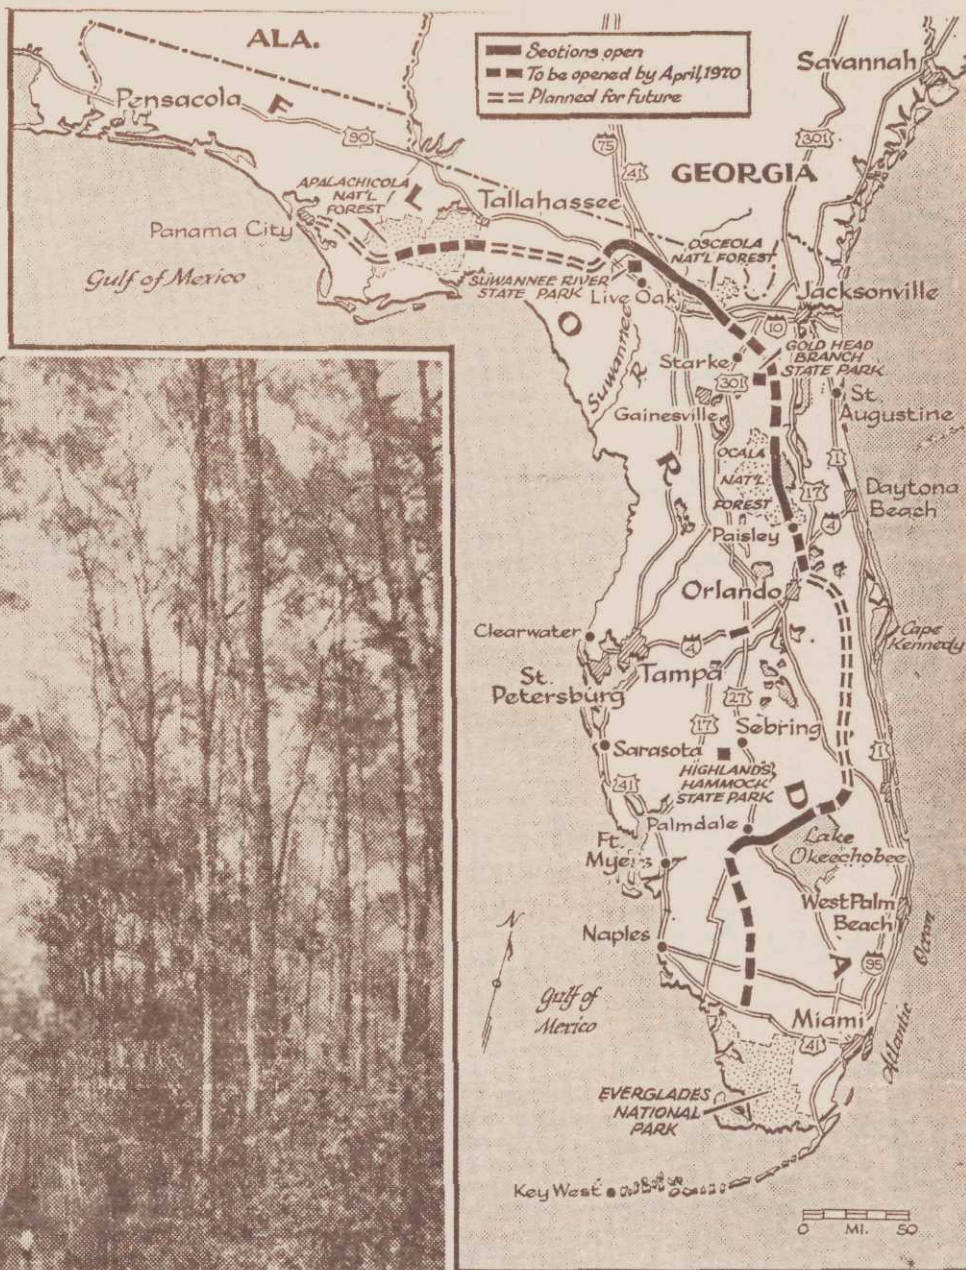 ALA.
Sections open
To be opened by April, 1970
Planned for future
Savannah
Pensacola
F
90
75
41
301
GEORGIA
APALACHICOLA
NAT'L
FOREST
L
Tallahassee
Panama City
OSCEOLA
NAT'L FOREST
Gulf of Mexico
SUWANNEE RIVER
STATE PARK
Live Oak
Jacksonville
O
10
Suwannee R.
Starke
GOLD HEAD
BRANCH
STATE PARK
301
Gainesville
St.
Augustine
R
OCALA
NAT'L
FOREST
1
17
Daytona
Beach
4
Paisley
Orlando
Clearwater
4
Cape
Kennedy
Tampa
St.
Petersburg
27
17
Sebring
Sarasota
1
41
HIGHLANDS
HAMMOCK
STATE PARK
D
Palmdale
Lake
Okeechobee
Ft.
Myers
West Palm
Beach
N
Naples
A
95
Gulf of
Mexico
Miami
41
Atlantic Ocean
EVERGLADES
NATIONAL
PARK
Key West
0 MI. 50